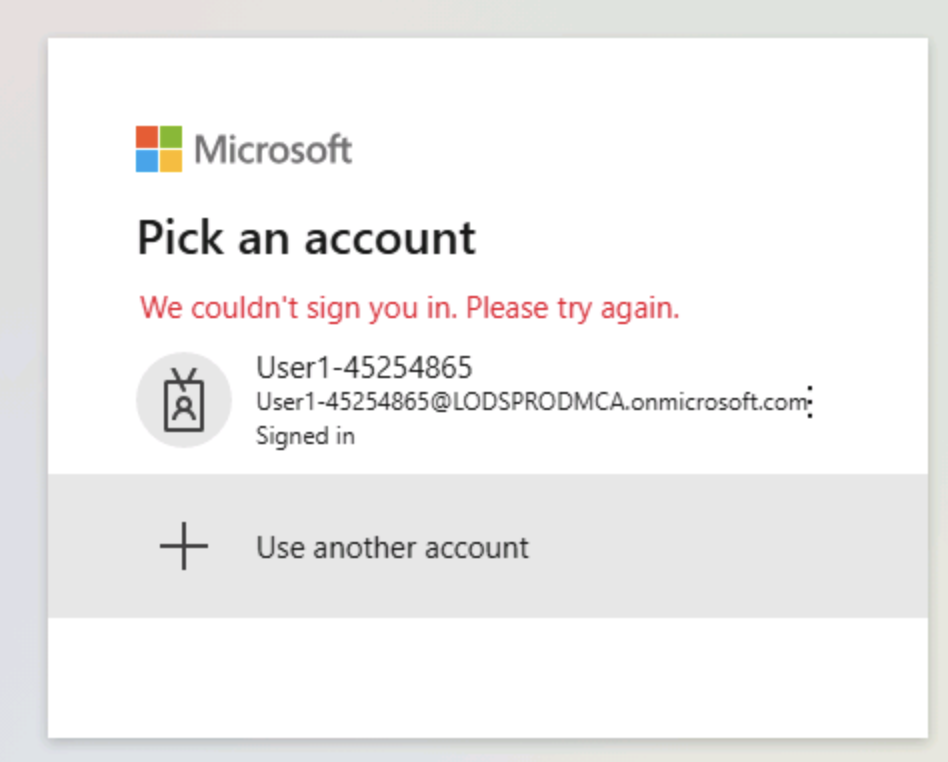 Microsoft
Pick an account
We couldn't sign you in. Please try again.
User1-45254865
User1-45254865@LODSPRODMCA.onmicrosoft.com
Signed in
Use another account